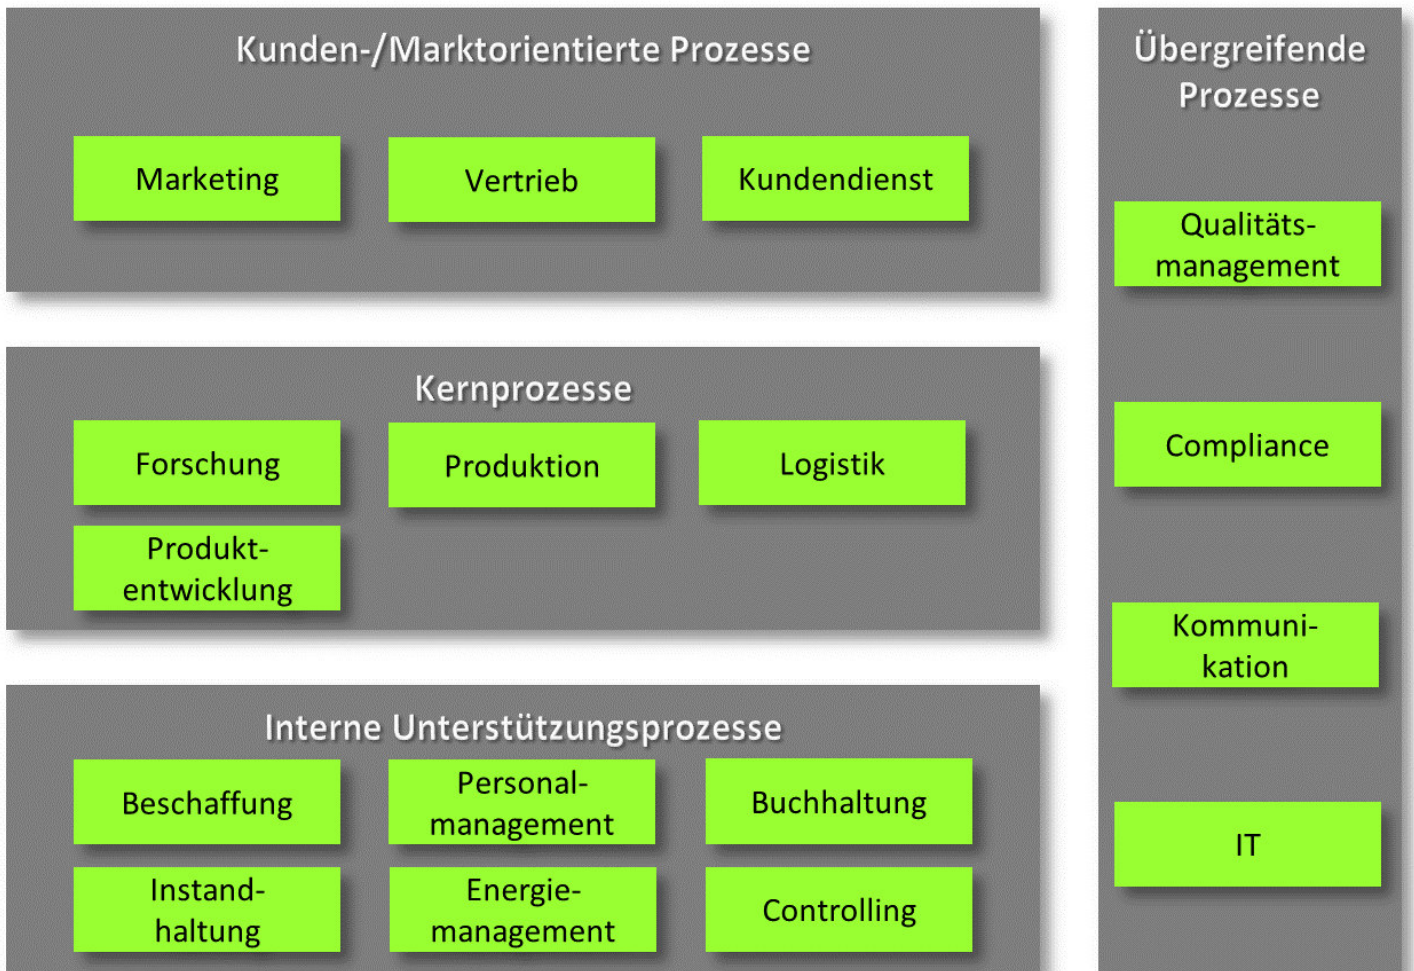 Kunden-/Marktorientierte Prozesse
Marketing
Vertrieb
Kundendienst
Kernprozesse
Forschung
Produktion
Logistik
Produkt-
entwicklung
Interne Unterstützungsprozesse
Beschaffung
Personal-
management
Buchhaltung
Instand-
haltung
Energie-
management
Controlling
Übergreifende
Prozesse
Qualitäts-
management
Compliance
Kommuni-
kation
IT